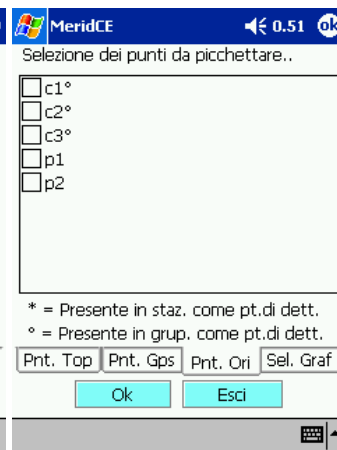 MeridCE 0.51 ok
Selezione dei punti da picchettare..
c1°
c2°
c3°
p1
p2
* = Presente in staz. come pt.di dett.
° = Presente in grup. come pt.di dett.
Pnt. Top Pnt. Gps Pnt. Ori Sel. Graf
Ok Esci